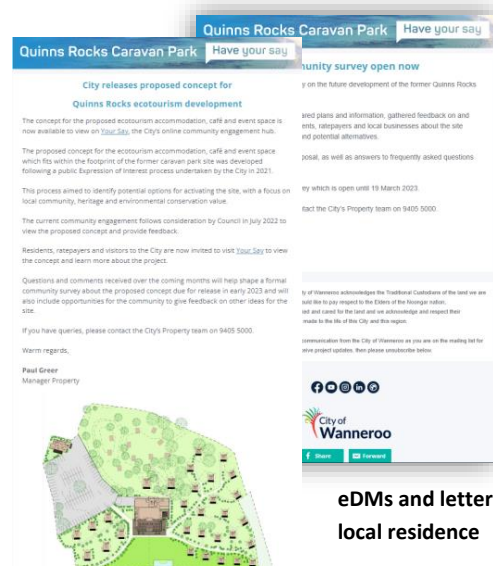 Quinns Rocks Caravan Park Have your say
City releases proposed concept for
Quinns Rocks ecotourism development
The concept for the proposed ecotourism accommodation, café and event space is
now available to view on Your Say, the City's online community engagement hub.
The proposed concept for the ecotourism accommodation, café and event space
which fits within the footprint of the former caravan park site was developed
following a public Expression of Interest process undertaken by the City in 2021.
This process aimed to identify potential options for activating the site, with a focus on
local community, heritage and environmental conservation value.
The current community engagement follows consideration by Council in July 2022 to
view the proposed concept and provide feedback.
Residents, ratepayers and visitors to the City are now invited to visit Your Say to view
the concept and learn more about the project.
Questions and comments received over the coming months will help shape a formal
community survey about the proposed concept due for release in early 2023 and will
also include opportunities for the community to give feedback on other ideas for the
site.
If you have queries, please contact the City's Property team on 9405 5000.
Warm regards,
Paul Greer
Manager Property
Quinns Rocks Caravan Park Have your say
unity survey open now
on the future development of the former Quinns Rocks
ared plans and information, gathered feedback on and
ents, ratepayers and local businesses about the site
nd potential alternatives.
posal, as well as answers to frequently asked questions
ey which is open until 19 March 2023.
tact the City's Property team on 9405 5000
ty of Wanneroo acknowledges the Traditional Custodians of the land we are
ould like to pay respect to the Elders of the Noongar nation,
ed and cared for the land and we acknowledge and respect their
made to the life of this City and this region.
communication from the City of Wanneroo as you are on the mailing list for
eive project updates, then please unsubscribe below.
City of
Wanneroo
Share Forward
eDMs and letter
local residence